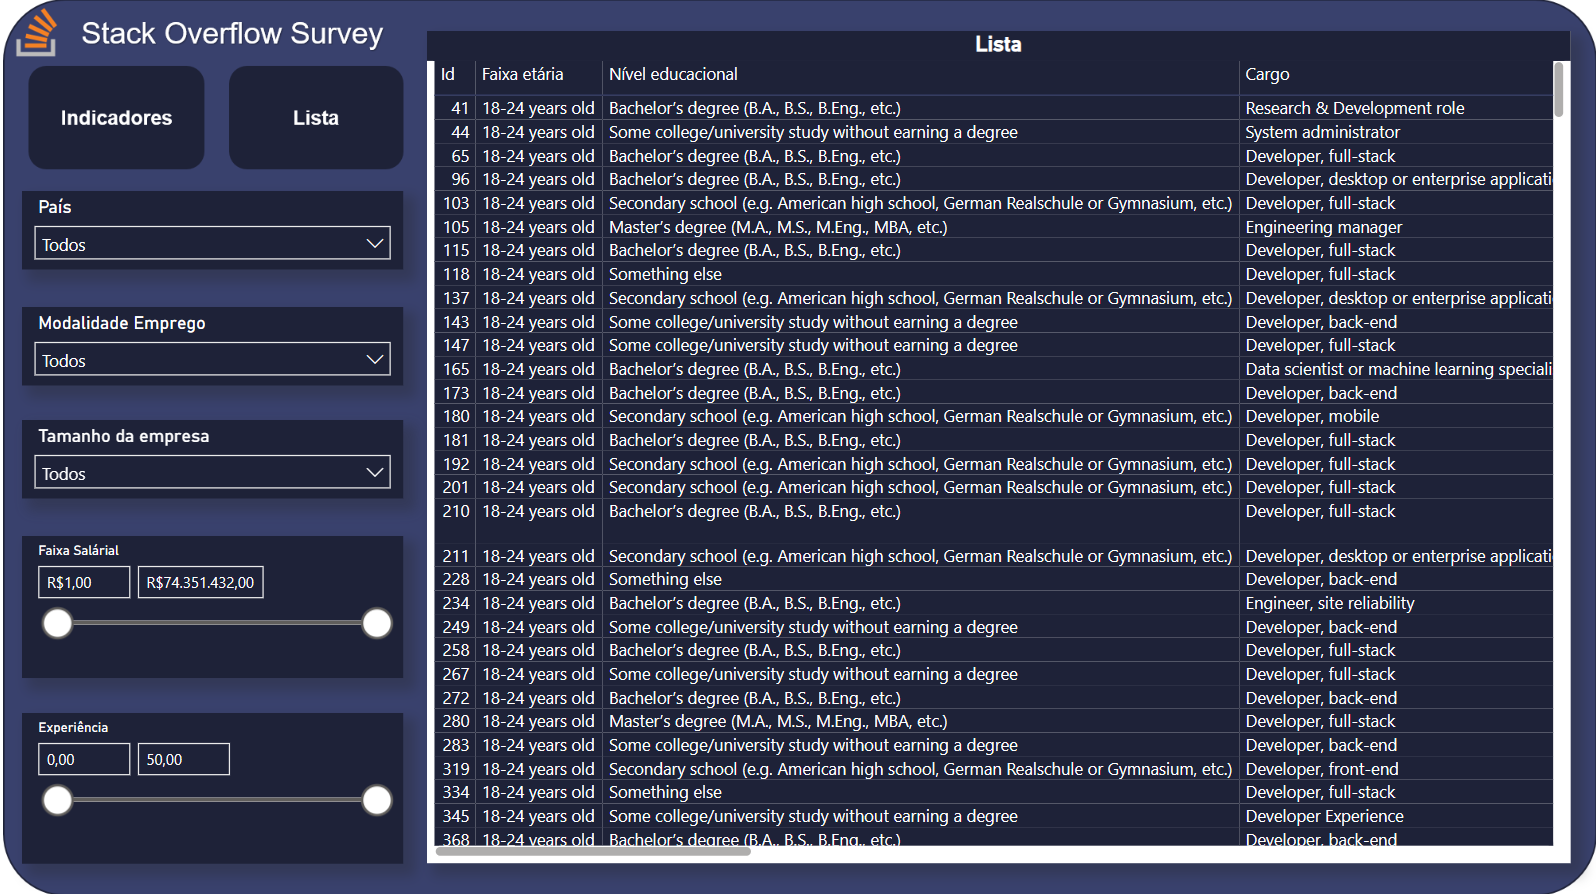 Stack Overflow Survey
Indicadores
Lista
País
Todos
Modalidade Emprego
Todos
Tamanho da empresa
Todos
Faixa Salárial
R$1,00 R$74.351.432,00
Experiência
0,00 50,00
Lista
Id Faixa etária Nível educacional Cargo
41 18-24 years old Bachelor’s degree (B.A., B.S., B.Eng., etc.) Research & Development role
44 18-24 years old Some college/university study without earning a degree System administrator
65 18-24 years old Bachelor’s degree (B.A., B.S., B.Eng., etc.) Developer, full-stack
96 18-24 years old Bachelor’s degree (B.A., B.S., B.Eng., etc.) Developer, desktop or enterprise applicati
103 18-24 years old Secondary school (e.g. American high school, German Realschule or Gymnasium, etc.) Developer, full-stack
105 18-24 years old Master’s degree (M.A., M.S., M.Eng., MBA, etc.) Engineering manager
115 18-24 years old Bachelor’s degree (B.A., B.S., B.Eng., etc.) Developer, full-stack
118 18-24 years old Something else Developer, full-stack
137 18-24 years old Secondary school (e.g. American high school, German Realschule or Gymnasium, etc.) Developer, desktop or enterprise applicati
143 18-24 years old Some college/university study without earning a degree Developer, back-end
147 18-24 years old Some college/university study without earning a degree Developer, full-stack
165 18-24 years old Bachelor’s degree (B.A., B.S., B.Eng., etc.) Data scientist or machine learning speciali
173 18-24 years old Bachelor’s degree (B.A., B.S., B.Eng., etc.) Developer, back-end
180 18-24 years old Secondary school (e.g. American high school, German Realschule or Gymnasium, etc.) Developer, mobile
181 18-24 years old Bachelor’s degree (B.A., B.S., B.Eng., etc.) Developer, full-stack
192 18-24 years old Secondary school (e.g. American high school, German Realschule or Gymnasium, etc.) Developer, full-stack
201 18-24 years old Secondary school (e.g. American high school, German Realschule or Gymnasium, etc.) Developer, full-stack
210 18-24 years old Bachelor’s degree (B.A., B.S., B.Eng., etc.) Developer, full-stack
211 18-24 years old Secondary school (e.g. American high school, German Realschule or Gymnasium, etc.) Developer, desktop or enterprise applicati
228 18-24 years old Something else Developer, back-end
234 18-24 years old Bachelor’s degree (B.A., B.S., B.Eng., etc.) Engineer, site reliability
249 18-24 years old Some college/university study without earning a degree Developer, back-end
258 18-24 years old Bachelor’s degree (B.A., B.S., B.Eng., etc.) Developer, full-stack
267 18-24 years old Some college/university study without earning a degree Developer, full-stack
272 18-24 years old Bachelor’s degree (B.A., B.S., B.Eng., etc.) Developer, back-end
280 18-24 years old Master’s degree (M.A., M.S., M.Eng., MBA, etc.) Developer, full-stack
283 18-24 years old Some college/university study without earning a degree Developer, back-end
319 18-24 years old Secondary school (e.g. American high school, German Realschule or Gymnasium, etc.) Developer, front-end
334 18-24 years old Something else Developer, full-stack
345 18-24 years old Some college/university study without earning a degree Developer Experience
368 18-24 years old Bachelor’s degree (B.A., B.S., B.Eng., etc.) Developer, back-end